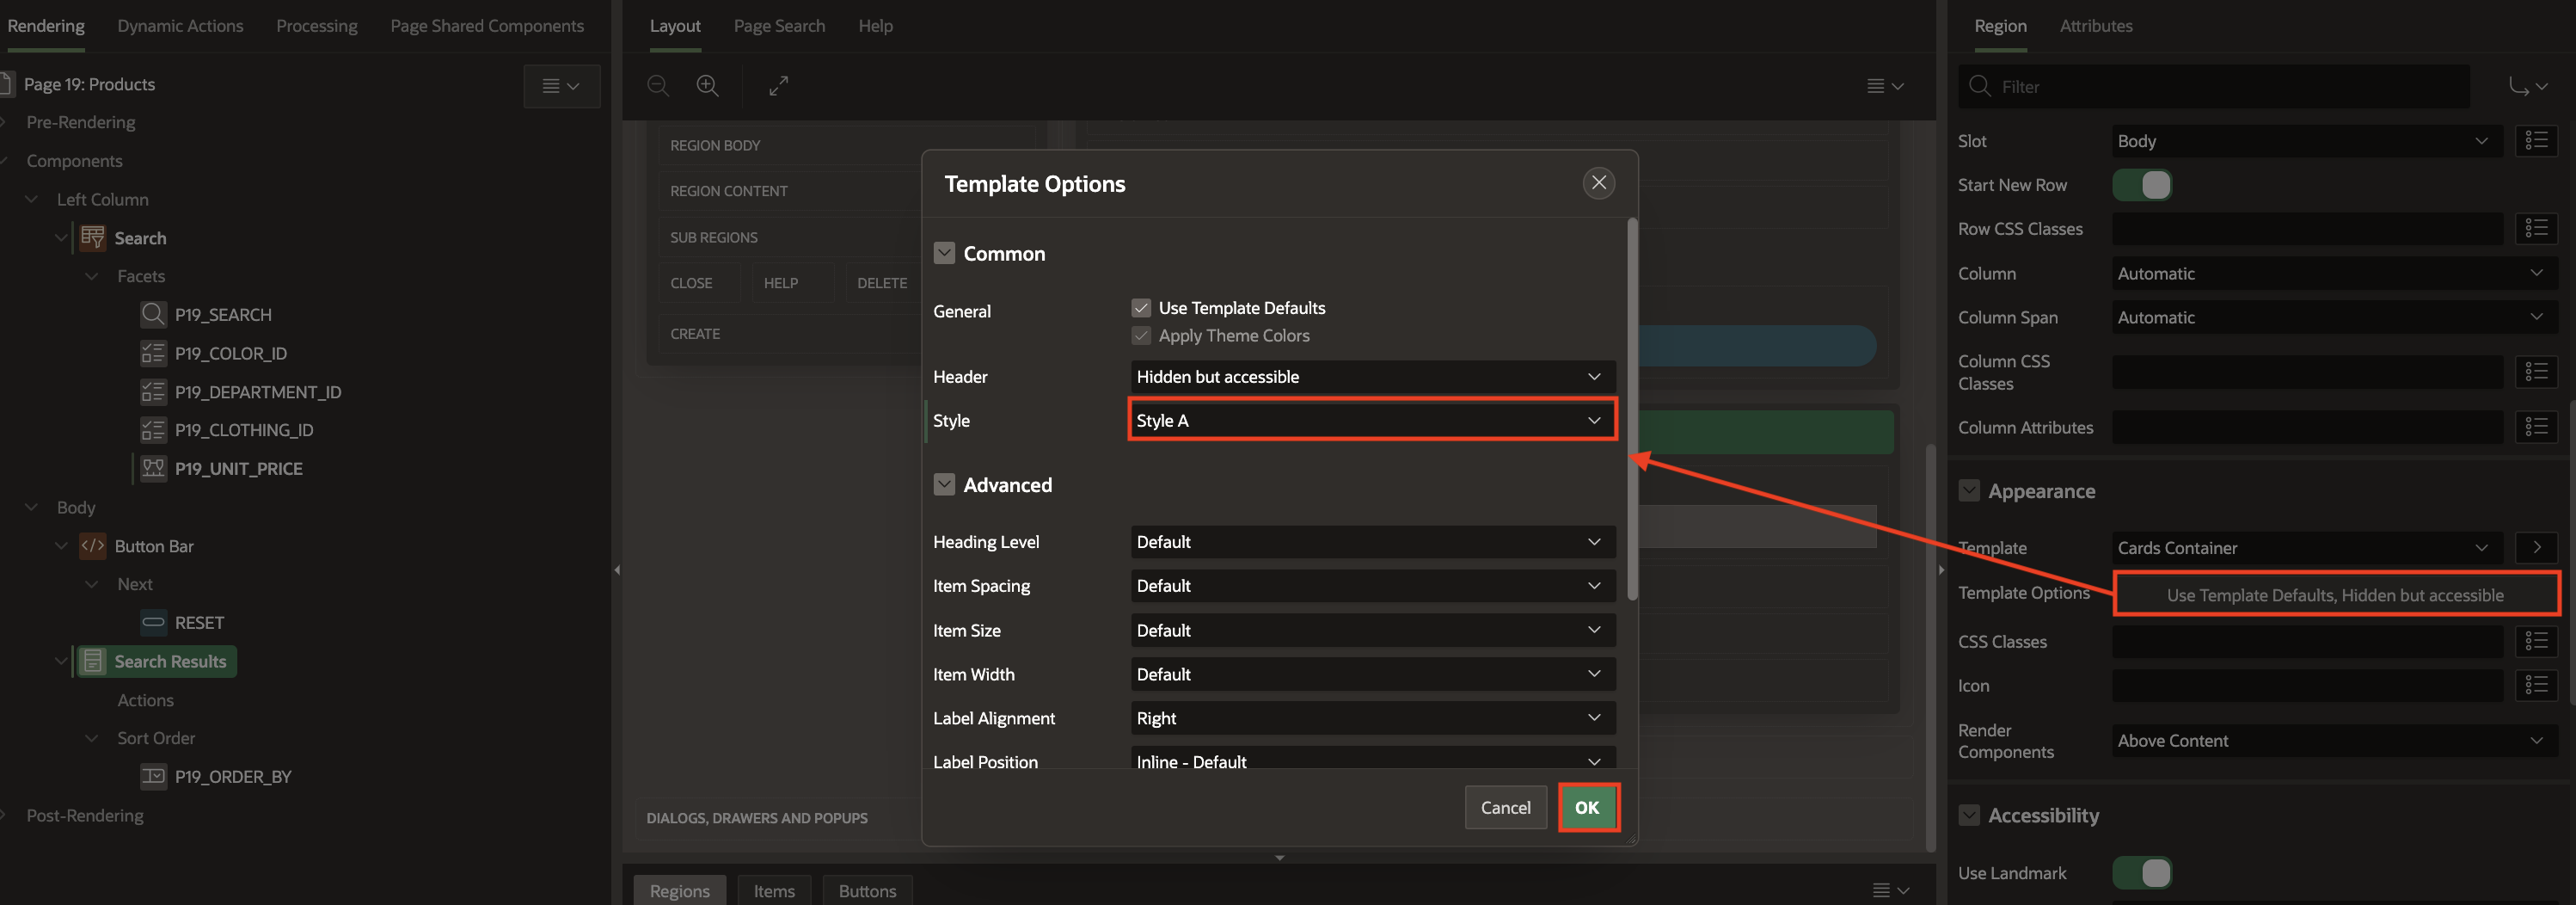 Rendering
Dynamic Actions
Processing
Page Shared Components
Page 19: Products
Pre-Rendering
Components
Left Column
Search
Facets
P19_SEARCH
P19_COLOR_ID
P19_DEPARTMENT_ID
P19_CLOTHING_ID
P19_UNIT_PRICE
Body
Button Bar
Next
RESET
Search Results
Actions
Sort Order
P19_ORDER_BY
Post-Rendering
Layout
Page Search
Help
REGION BODY
REGION CONTENT
SUB REGIONS
CLOSE
HELP
DELETE
CREATE
DIALOGS, DRAWERS AND POPUPS
Regions
Items
Buttons
Template Options
Common
General
Use Template Defaults
Apply Theme Colors
Header
Hidden but accessible
Style
Style A
Advanced
Heading Level
Default
Item Spacing
Default
Item Size
Default
Item Width
Default
Label Alignment
Right
Label Position
Inline - Default
Cancel
OK
Region
Attributes
Filter
Slot
Body
Start New Row
Row CSS Classes
Column
Automatic
Column Span
Automatic
Column CSS
Classes
Column Attributes
Appearance
Template
Cards Container
Template Options
Use Template Defaults, Hidden but accessible
CSS Classes
Icon
Render
Components
Above Content
Accessibility
Use Landmark